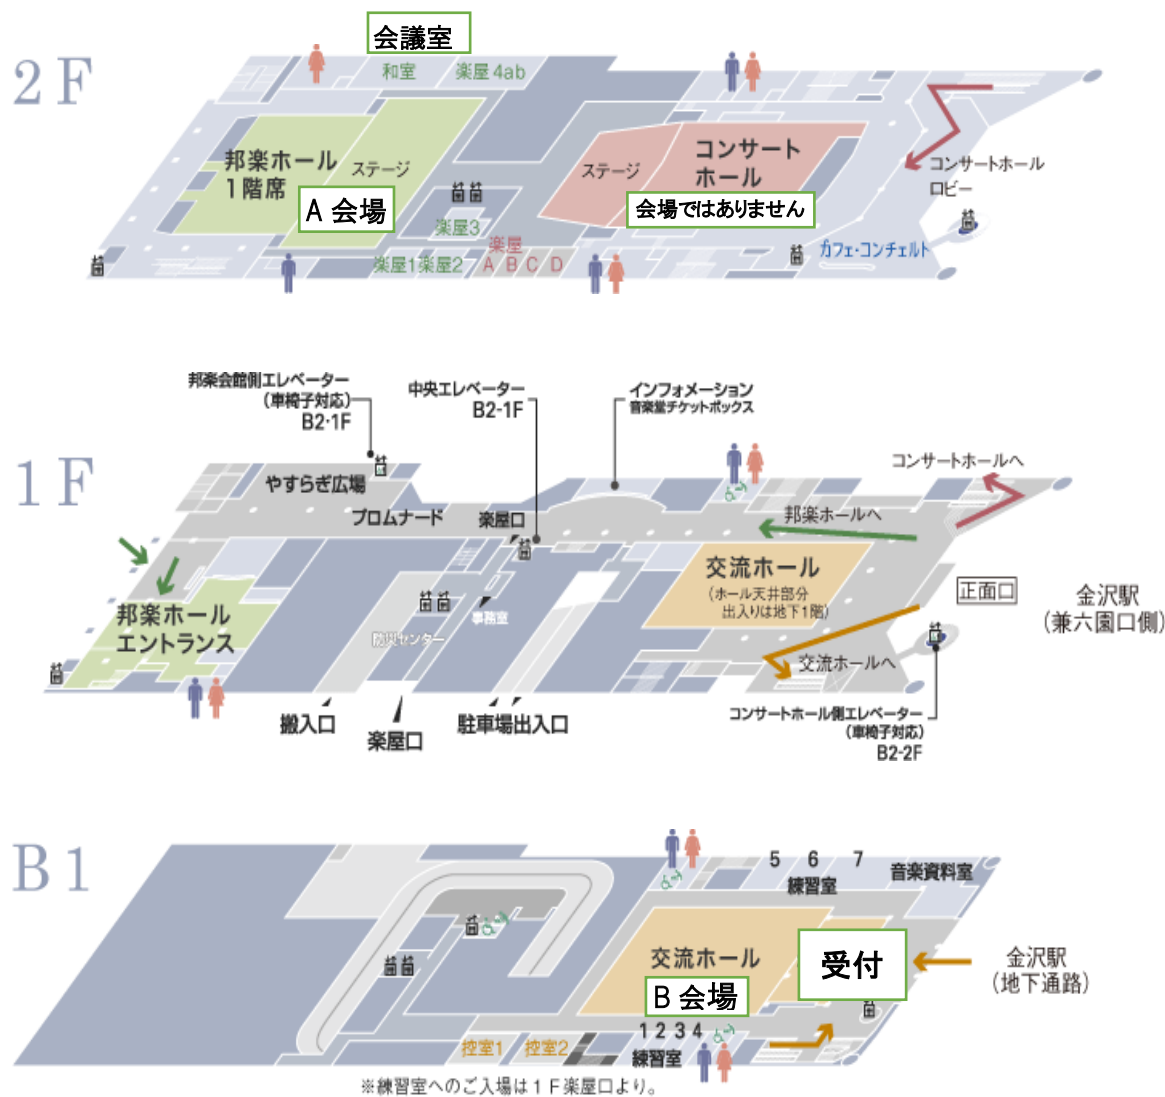 2F
会議室
和室
楽屋4ab
邦楽ホール
1階席
ステージ
A 会場
ステージ
コンサート
ホール
会場ではありません
コンサートホール
ロビー
楽屋3
楽屋1楽屋2
楽屋
A B C D
カフェ・コンチェルト
1F
邦楽会館側エレベーター
(車椅子対応)
B2・1F
中央エレベーター
B2-1F
インフォメーション
音楽堂チケットボックス
コンサートホールへ
やすらぎ広場
プロムナード
楽屋口
邦楽ホールへ
交流ホール
(ホール天井部分
出入りは地下1階)
正面口
金沢駅
(兼六園口側)
邦楽ホール
エントランス
事務室
防災センター
交流ホールへ
搬入口
楽屋口
駐車場出入口
コンサートホール側エレベーター
(車椅子対応)
B2-2F
B1
5 6 7
練習室
音楽資料室
交流ホール
B 会場
受付
金沢駅
(地下通路)
控室1
控室2
1 2 3 4
練習室
※練習室へのご入場は1F楽屋口より。